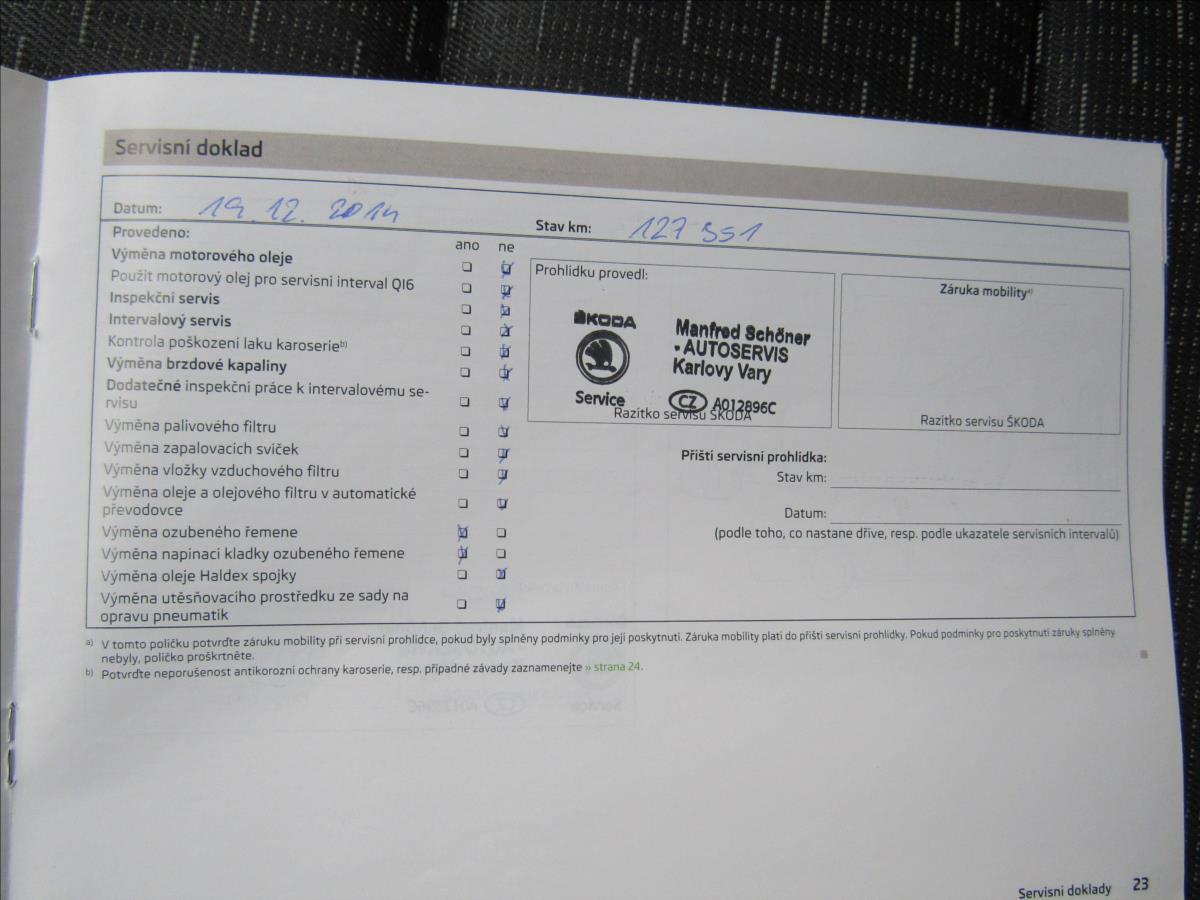 Servisní doklad
Datum: 19. 12. 2014
Stav km: 127 551
Provedeno:
ano ne
Výměna motorového oleje
Použit motorový olej pro servisní interval QI6
Inspekční servis
Intervalový servis
Kontrola poškození laku karoserieb)
Výměna brzdové kapaliny
Dodatečné inspekční práce k intervalovému se-
rvisu
Výměna palivového filtru
Výměna zapalovacích svíček
Výměna vložky vzduchového filtru
Výměna oleje a olejového filtru v automatické
převodovce
Výměna ozubeného řemene
Výměna napínací kladky ozubeného řemene
Výměna oleje Haldex spojky
Výměna utěsňovacího prostředku ze sady na
opravu pneumatik
Prohlídku provedl:
ŠKODA
Service
Manfred Schöner
• AUTOSERVIS
Karlovy Vary
CZ A012896C
Razítko servisu ŠKODA
Záruka mobilitya)
Razítko servisu ŠKODA
Příští servisní prohlídka:
Stav km:
Datum:
(podle toho, co nastane dříve, resp. podle ukazatele servisních intervalů)
a) V tomto políčku potvrďte záruku mobility při servisní prohlídce, pokud byly splněny podmínky pro její poskytnutí. Záruka mobility platí do příští servisní prohlídky. Pokud podmínky pro poskytnutí záruky splněny
nebyly, políčko proškrtněte.
b) Potvrďte neporušenost antikorozní ochrany karoserie, resp. případné závady zaznamenejte » strana 24.
Servisní doklady 23